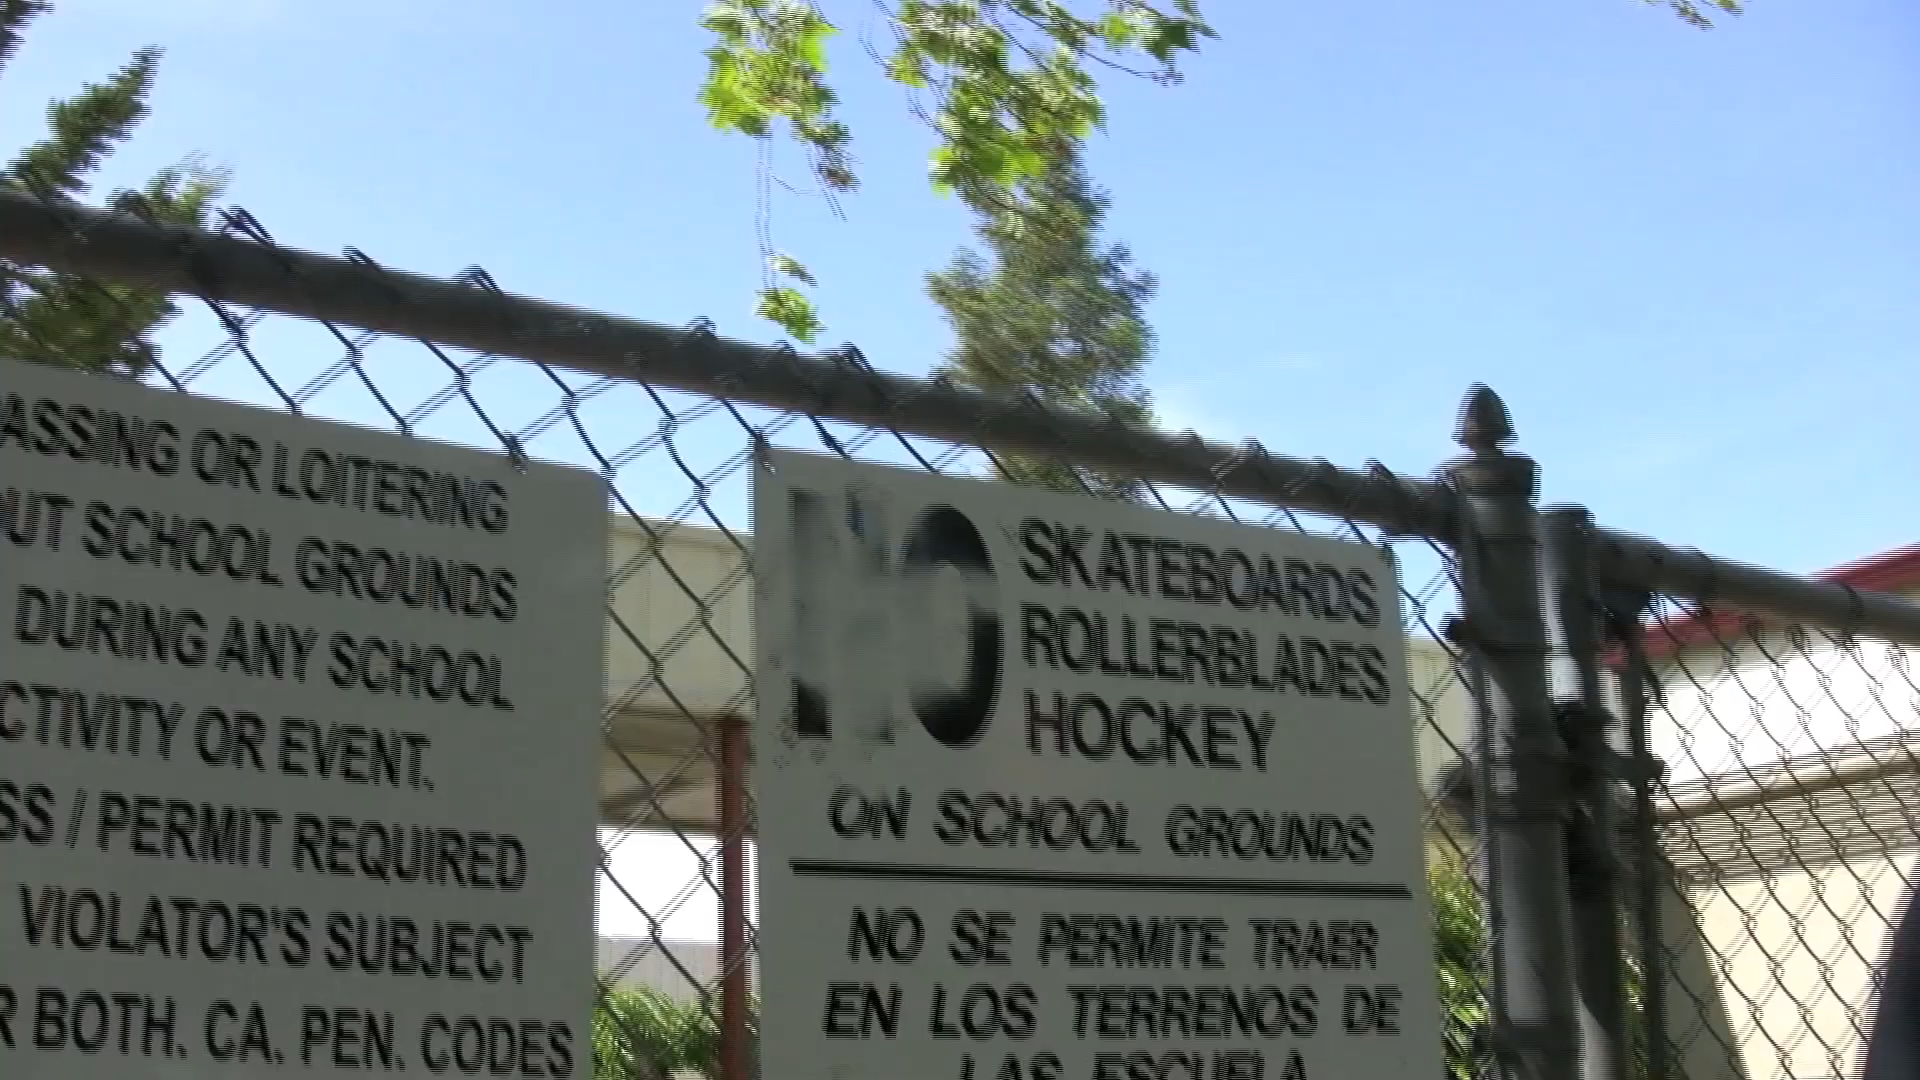 ASSING OR LOITERING
OUT SCHOOL GROUNDS
DURING ANY SCHOOL
CTIVITY OR EVENT.
SS / PERMIT REQUIRED
VIOLATOR'S SUBJECT
R BOTH. CA. PEN. CODES
NO SKATEBOARDS
ROLLERBLADES
HOCKEY
ON SCHOOL GROUNDS
NO SE PERMITE TRAER
EN LOS TERRENOS DE
LAS ESCUELA